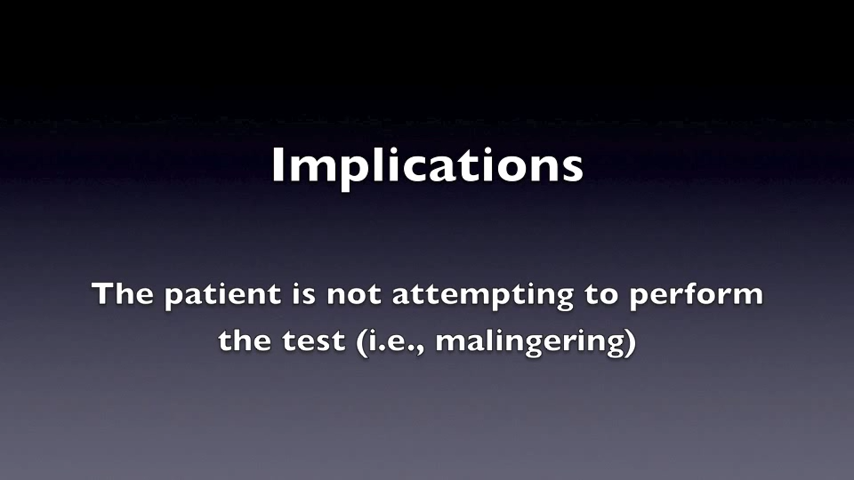 Implications
The patient is not attempting to perform
the test (i.e., malingering)